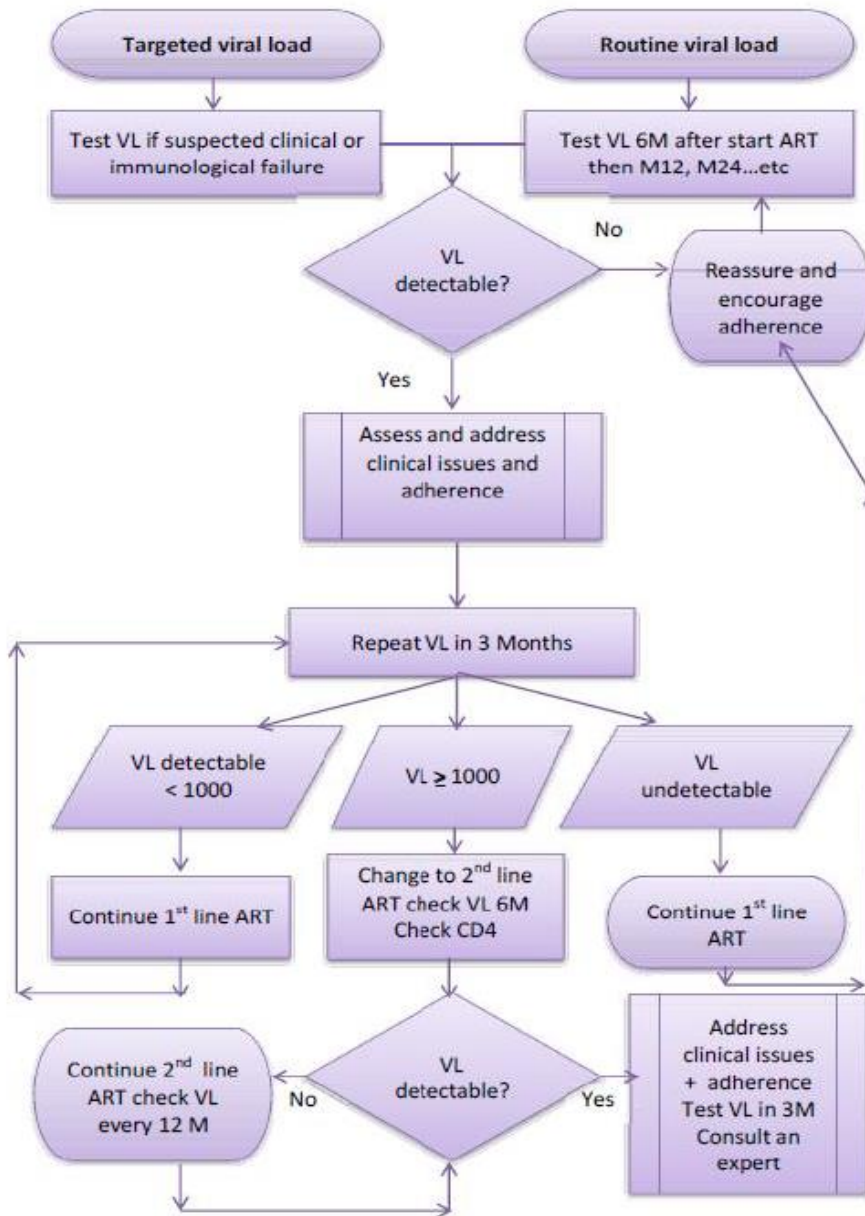 Targeted viral load
Routine viral load
Test VL if suspected clinical or
immunological failure
Test VL 6M after start ART
then M12, M24...etc
VL
detectable?
No
Reassure and
encourage
adherence
Yes
Assess and address
clinical issues and
adherence
Repeat VL in 3 Months
VL detectable
< 1000
VL ≥ 1000
VL
undetectable
Continue 1st line ART
Change to 2nd line
ART check VL 6M
Check CD4
Continue 1st line
ART
Continue 2nd line
ART check VL
every 12 M
No
VL
detectable?
Yes
Address
clinical issues
+ adherence
Test VL in 3M
Consult an
expert